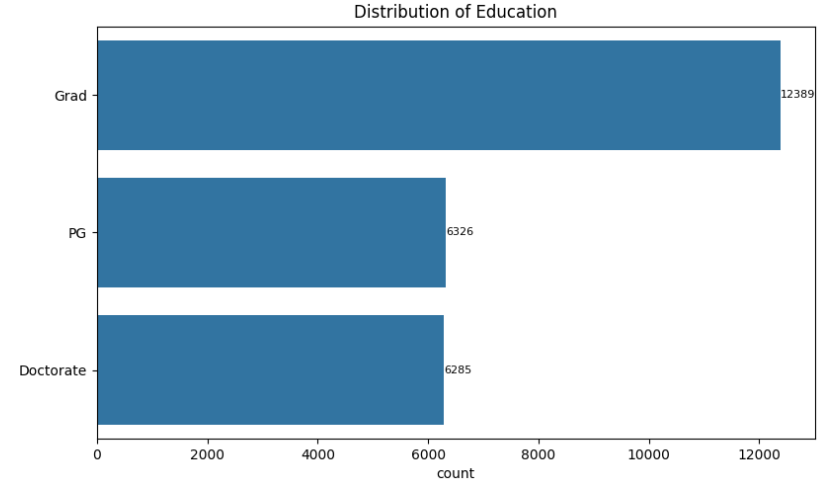 Distribution of Education
Grad
12389
PG
6326
Doctorate
6285
0 2000 4000 6000 8000 10000 12000
count